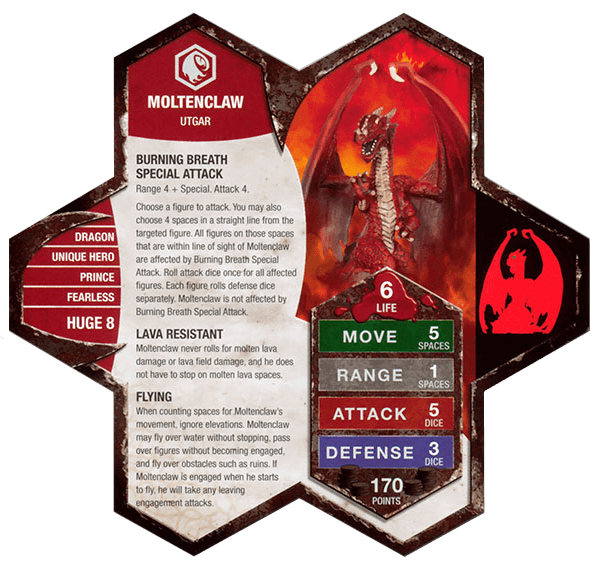 MOLTENCLAW
UTGAR
BURNING BREATH
SPECIAL ATTACK
Range 4 + Special. Attack 4.
Choose a figure to attack. You may also
choose 4 spaces in a straight line from the
targeted figure. All figures on those spaces
that are within line of sight of Moltenclaw
are affected by Burning Breath Special
Attack. Roll attack dice once for all affected
figures. Each figure rolls defense dice
separately. Moltenclaw is not affected by
Burning Breath Special Attack.
LAVA RESISTANT
Moltenclaw never rolls for molten lava
damage or lava field damage, and he does
not have to stop on molten lava spaces.
FLYING
When counting spaces for Moltenclaw's
movement, ignore elevations. Moltenclaw
may fly over water without stopping, pass
over figures without becoming engaged,
and fly over obstacles such as ruins. If
Moltenclaw is engaged when he starts
to fly, he will take any leaving
engagement attacks.
DRAGON
UNIQUE HERO
PRINCE
FEARLESS
HUGE 8
6
LIFE
MOVE 5 SPACES
RANGE 1 SPACES
ATTACK 5 DICE
DEFENSE 3 DICE
170
POINTS